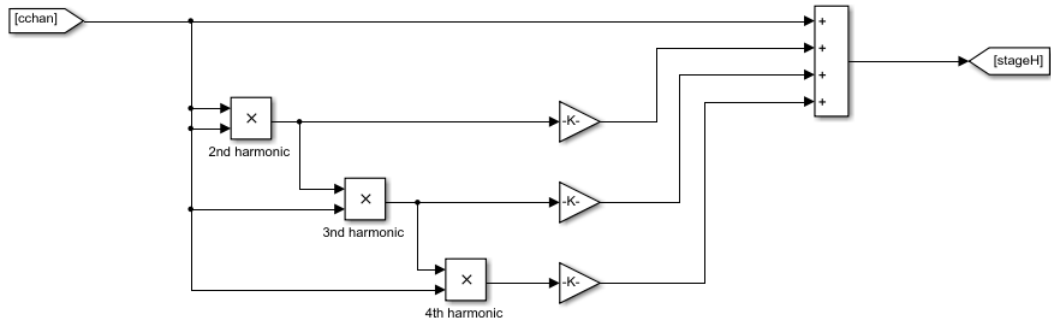 [cchan]
+
+
+
+
[stageH]
×
2nd harmonic
-K-
×
3nd harmonic
-K-
×
4th harmonic
-K-